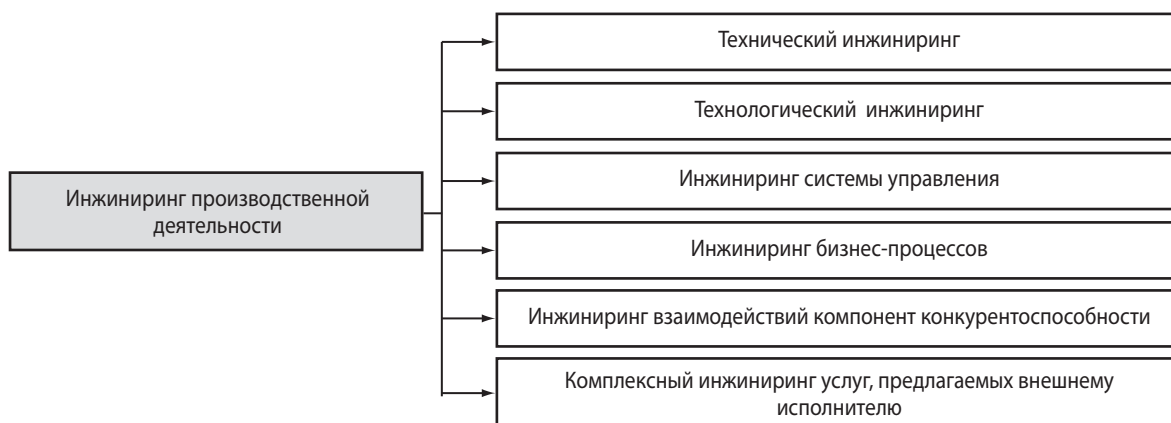 Инжиниринг производственной
деятельности
Технический инжиниринг
Технологический инжиниринг
Инжиниринг системы управления
Инжиниринг бизнес-процессов
Инжиниринг взаимодействий компонент конкурентоспособности
Комплексный инжиниринг услуг, предлагаемых внешнему
исполнителю